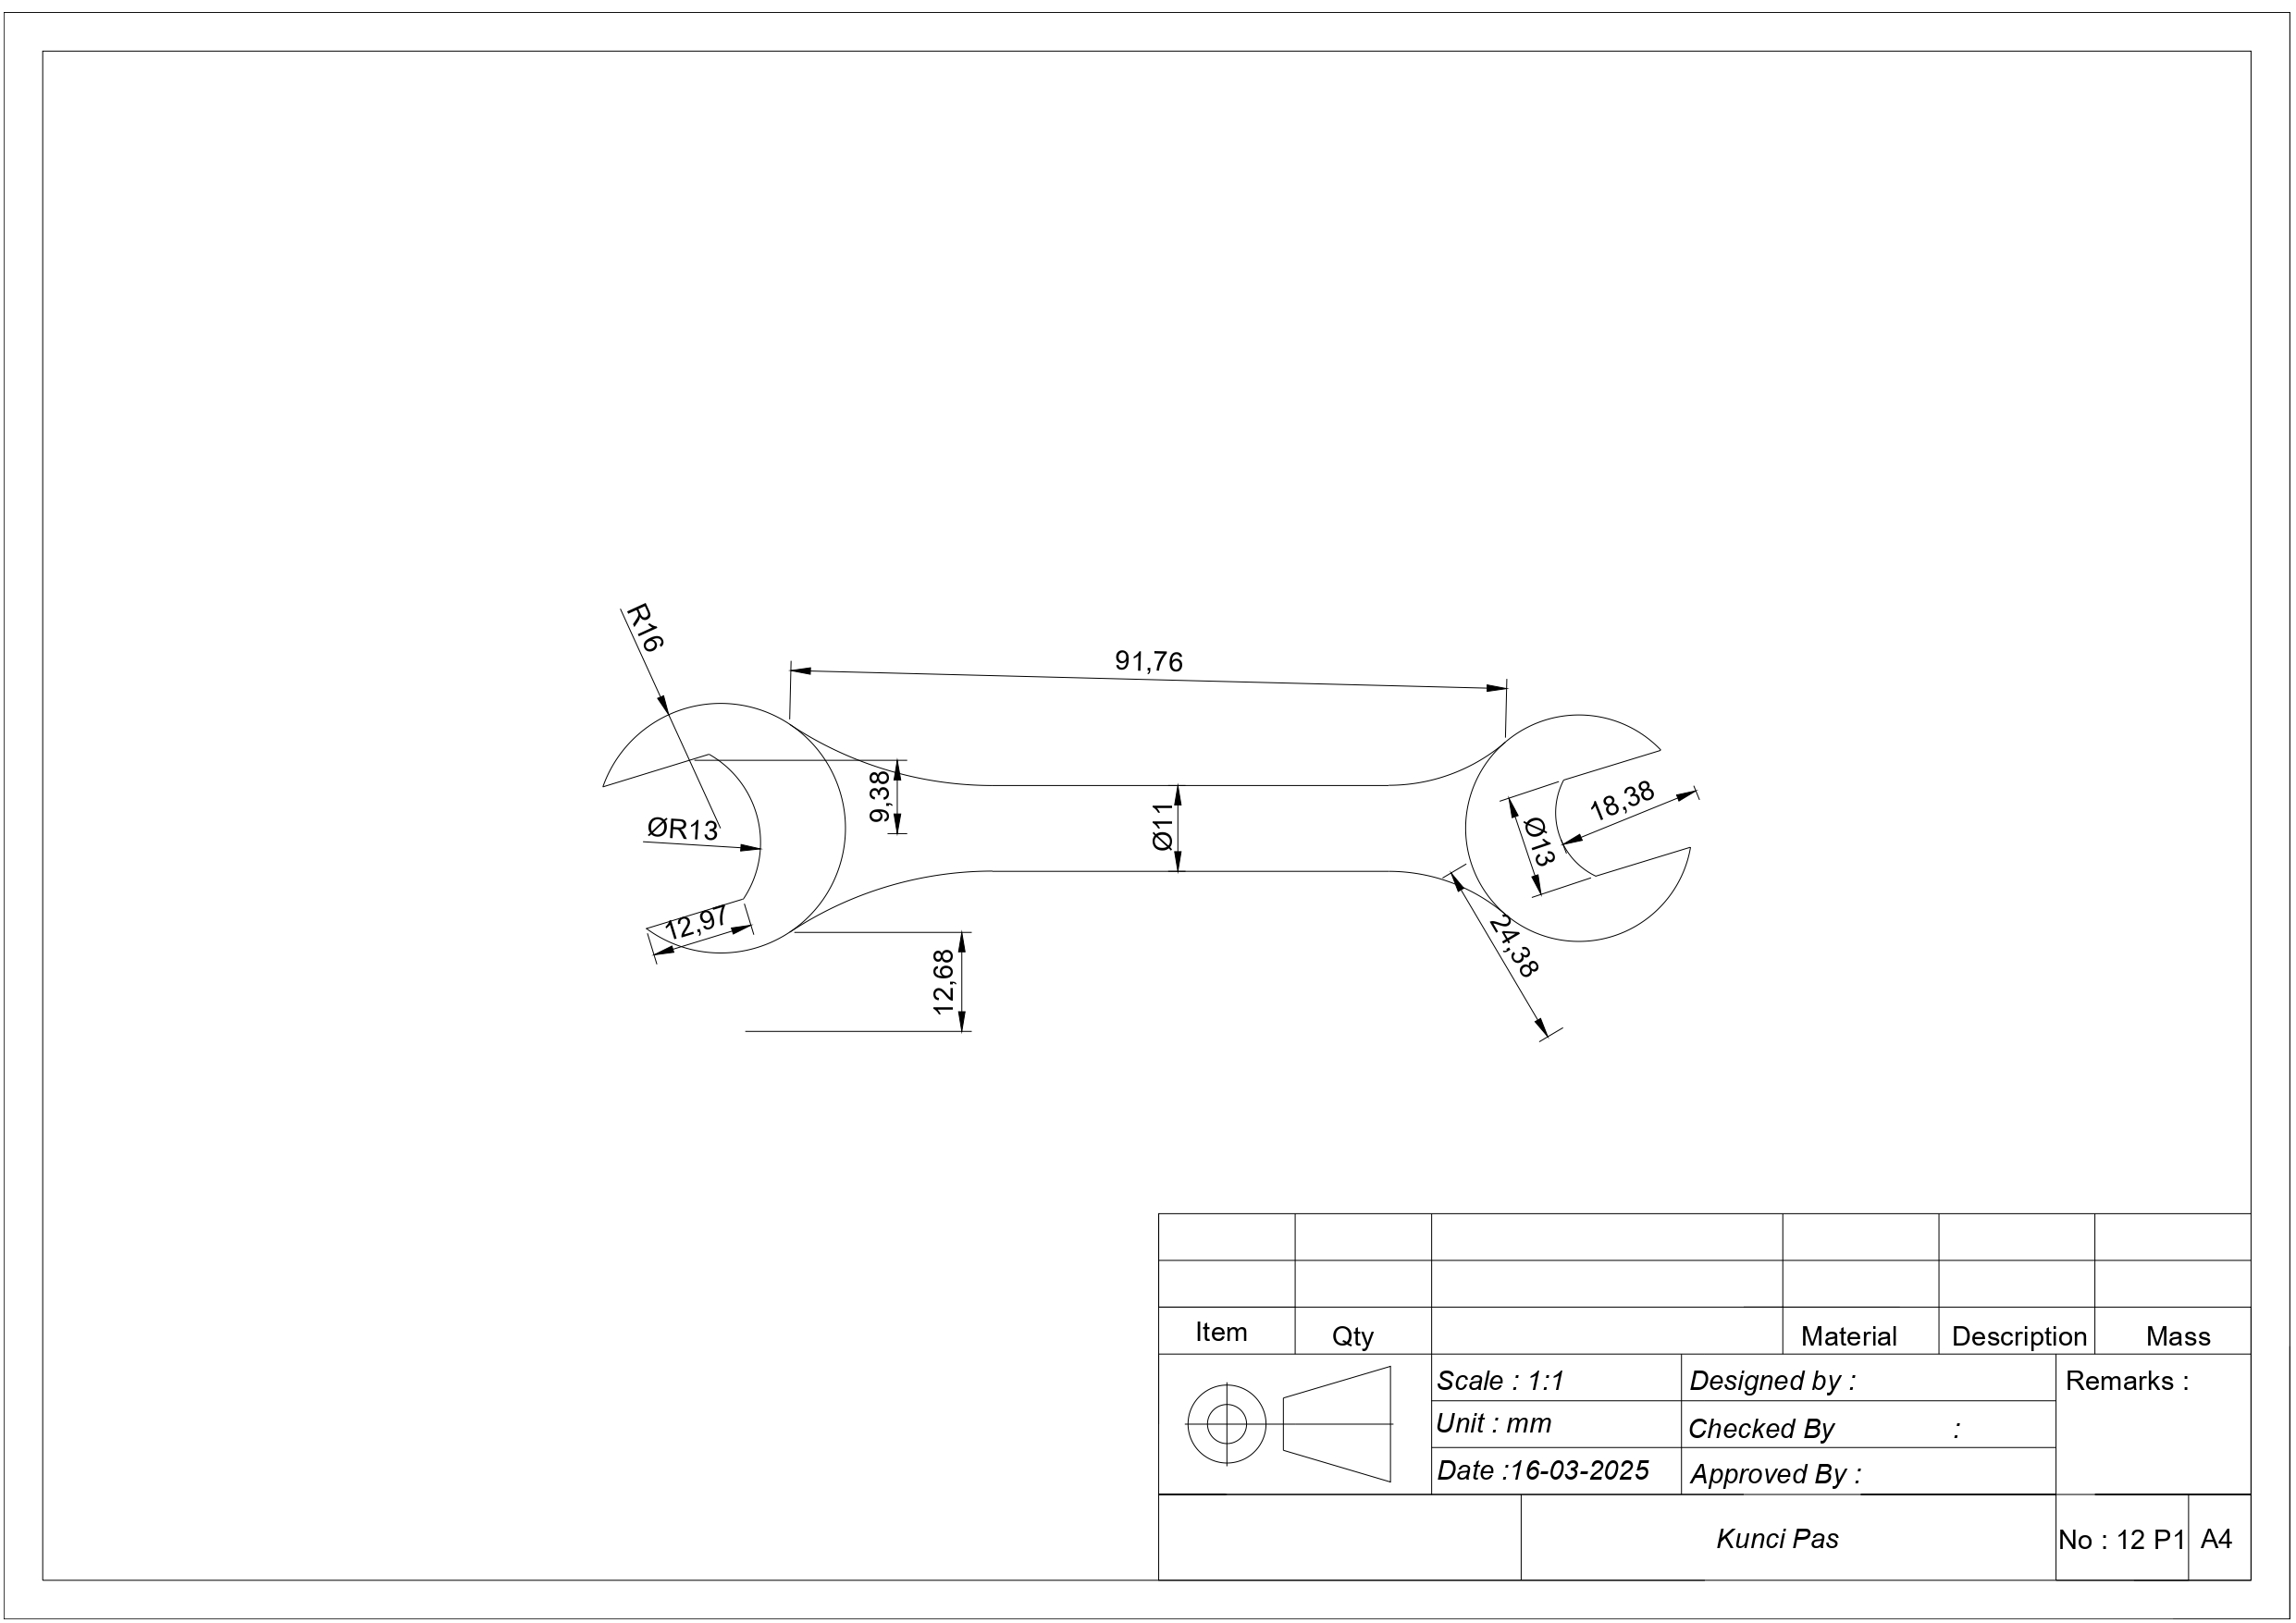 R16
91,76
9,38
ØR13
Ø11
18,38
Ø13
12,97
12,68
24,38
Item
Qty
Material
Description
Mass
Scale : 1:1
Designed by :
Remarks :
Unit : mm
Checked By :
Date :16-03-2025
Approved By :
Kunci Pas
No : 12 P1
A4